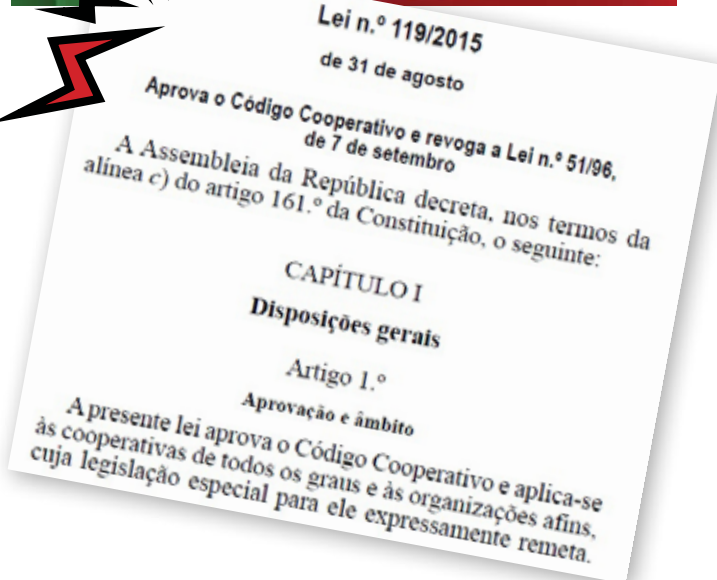 Lei n.º 119/2015
de 31 de agosto
Aprova o Código Cooperativo e revoga a Lei n.º 51/96,
de 7 de setembro
A Assembleia da República decreta, nos termos da
alínea c) do artigo 161.º da Constituição, o seguinte:
CAPÍTULO I
Disposições gerais
Artigo 1.º
Aprovação e âmbito
A presente lei aprova o Código Cooperativo e aplica-se
às cooperativas de todos os graus e às organizações afins,
cuja legislação especial para ele expressamente remeta.